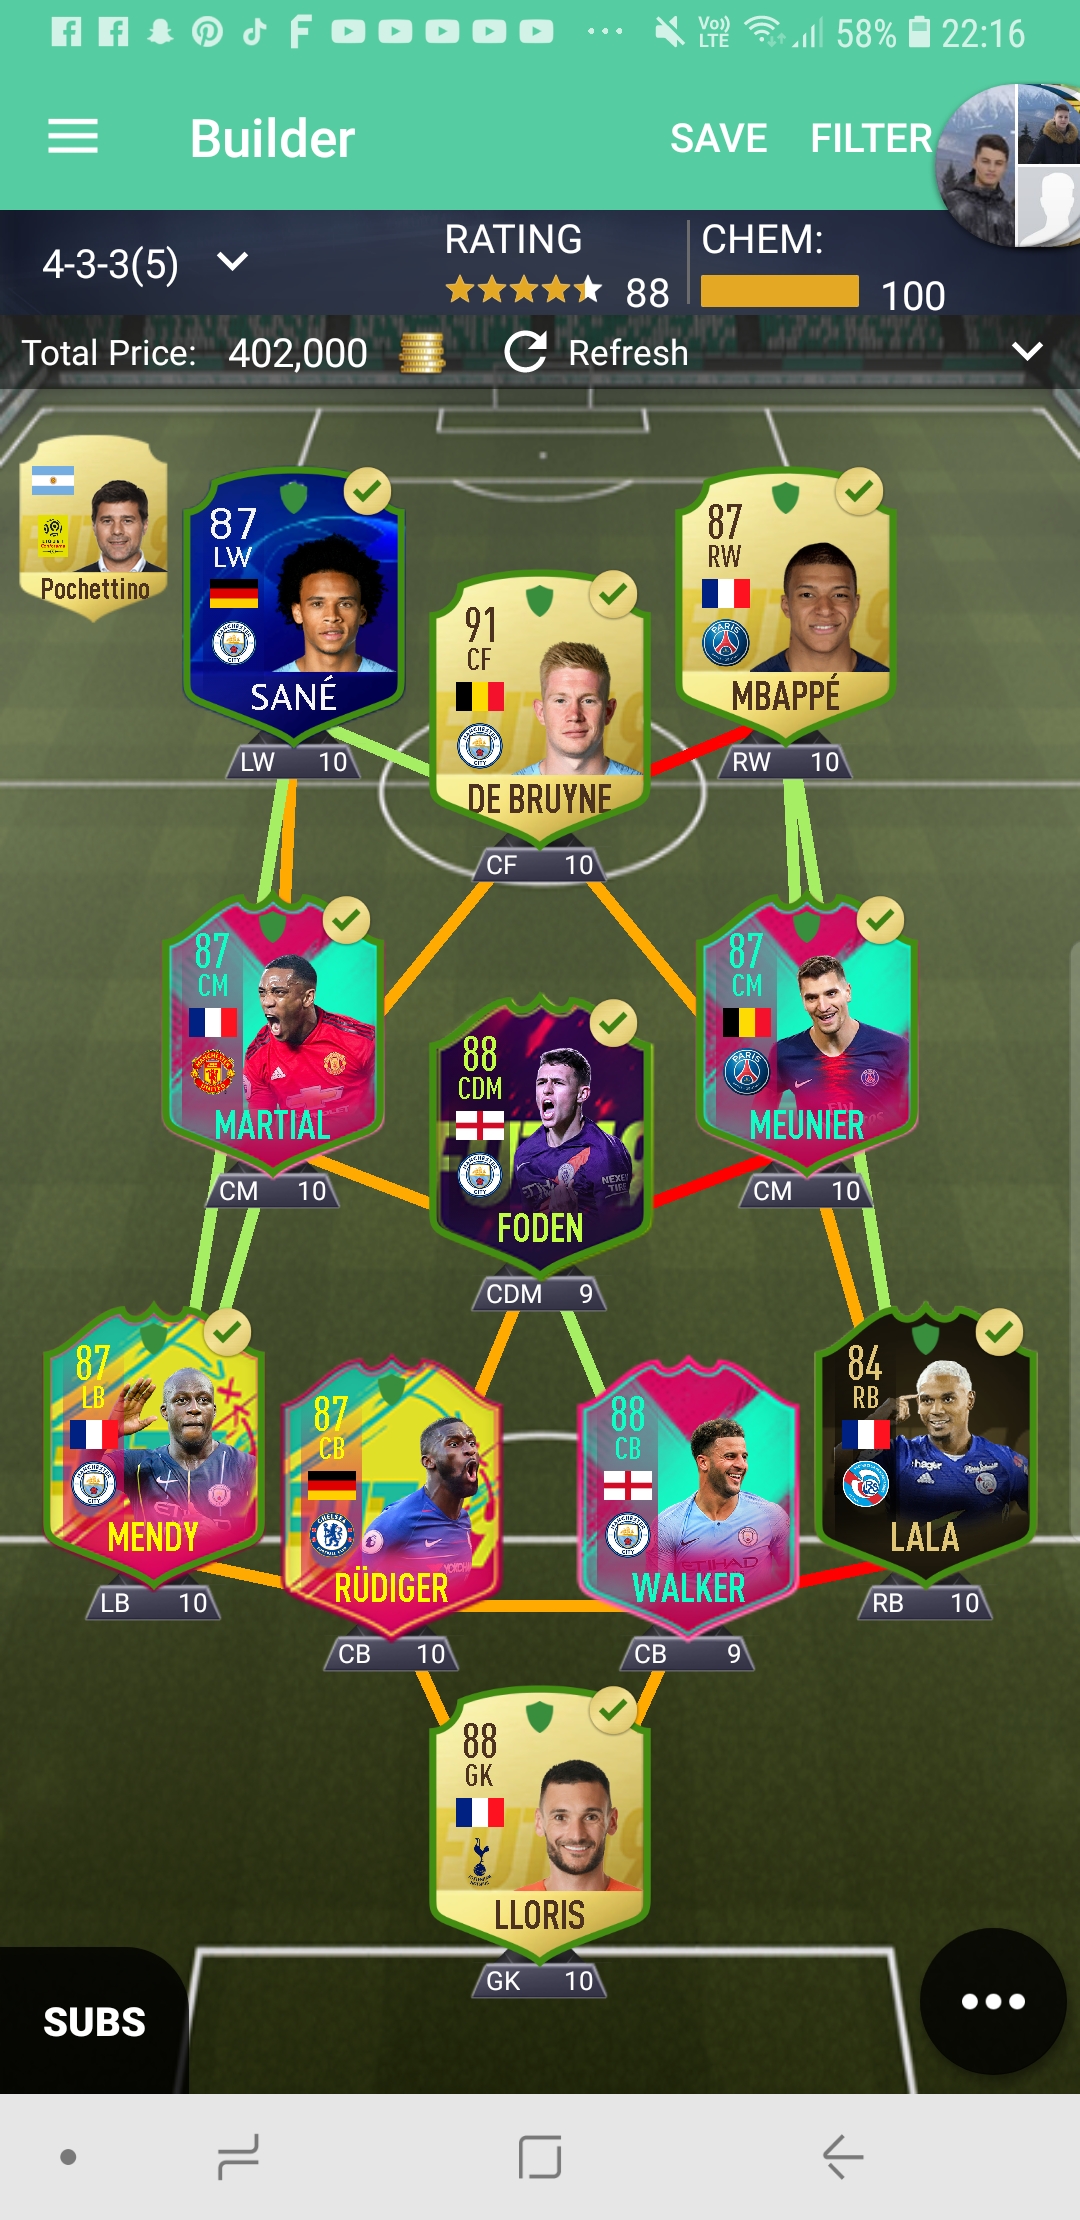 Vo)) LTE 58% 22:16
Builder SAVE FILTER
4-3-3(5) RATING 88 CHEM: 100
Total Price: 402,000 Refresh
Pochettino
87
LW
SANÉ
LW 10
91
CF
DE BRUYNE
CF 10
87
RW
MBAPPÉ
RW 10
87
CM
MARTIAL
CM 10
88
CDM
FODEN
CDM 9
87
CM
MEUNIER
CM 10
87
LB
MENDY
LB 10
87
CB
RÜDIGER
CB 10
88
CB
WALKER
CB 9
84
RB
LALA
RB 10
88
GK
LLORIS
GK 10
SUBS